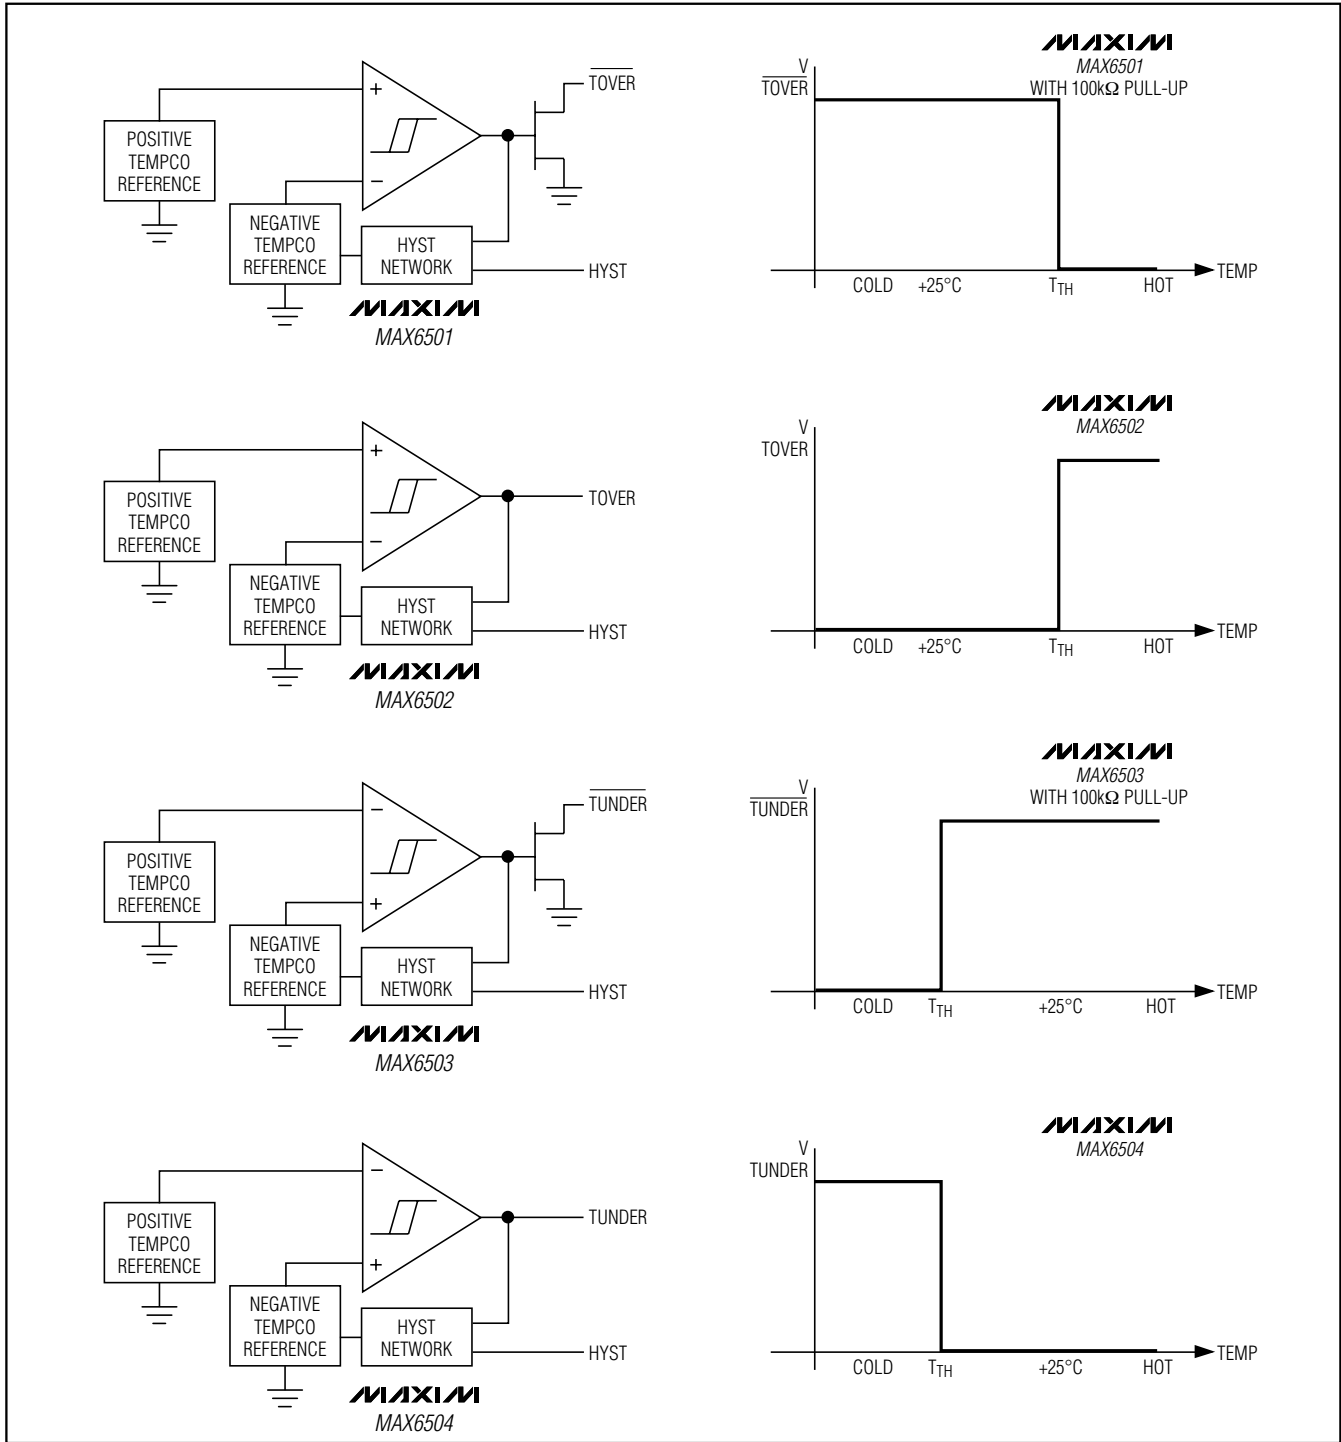 MAXIM
V
MAX6501
TOVER
TOVER
WITH 100kΩ PULL-UP
+
POSITIVE
TEMPCO
REFERENCE
−
NEGATIVE
TEMPCO
REFERENCE
HYST
NETWORK
HYST
TEMP
COLD +25°C TTH HOT
MAXIM
MAX6501
MAXIM
V
MAX6502
TOVER
+
POSITIVE
TEMPCO
REFERENCE
TOVER
−
NEGATIVE
TEMPCO
REFERENCE
HYST
NETWORK
HYST
TEMP
COLD +25°C TTH HOT
MAXIM
MAX6502
MAXIM
V
MAX6503
TUNDER
TUNDER
WITH 100kΩ PULL-UP
−
POSITIVE
TEMPCO
REFERENCE
+
NEGATIVE
TEMPCO
REFERENCE
HYST
NETWORK
HYST
TEMP
COLD TTH +25°C HOT
MAXIM
MAX6503
MAXIM
V
MAX6504
TUNDER
−
POSITIVE
TEMPCO
REFERENCE
TUNDER
+
NEGATIVE
TEMPCO
REFERENCE
HYST
NETWORK
HYST
TEMP
COLD TTH +25°C HOT
MAXIM
MAX6504